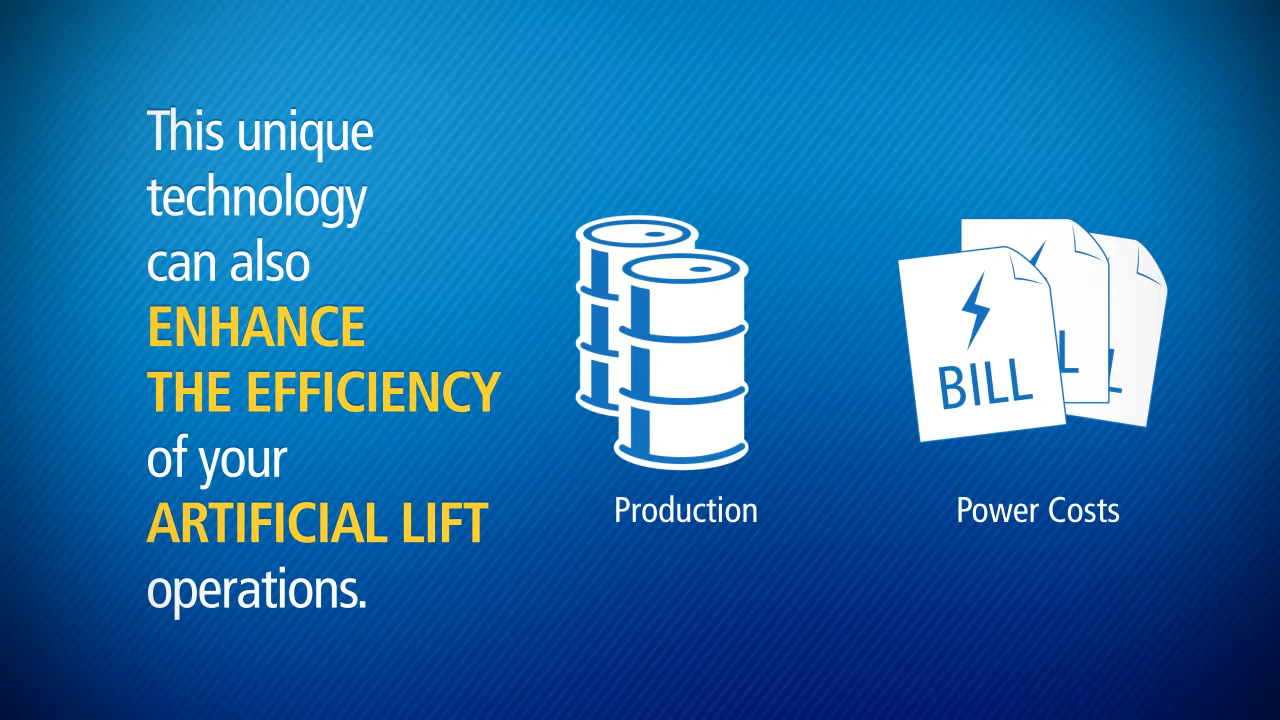 This unique
technology
can also
ENHANCE
THE EFFICIENCY
of your
ARTIFICIAL LIFT
operations.
BILL
L
L
Production
Power Costs